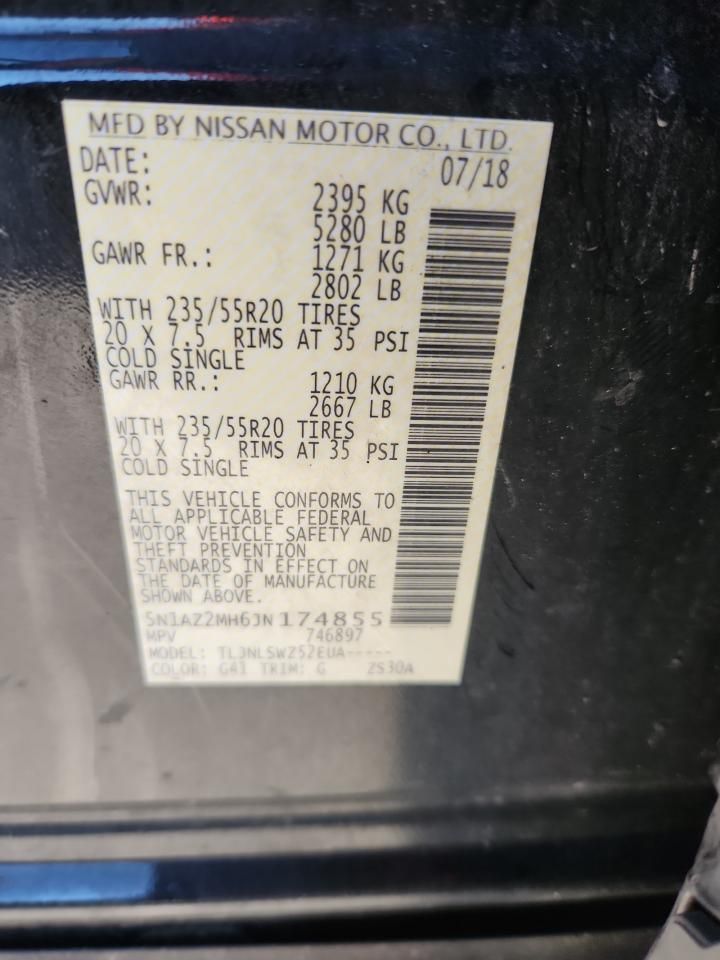 MFD BY NISSAN MOTOR CO., LTD.
DATE: 07/18
GVWR: 2395 KG
5280 LB
GAWR FR.: 1271 KG
2802 LB
WITH 235/55R20 TIRES
20 X 7.5 RIMS AT 35 PSI
COLD SINGLE
GAWR RR.: 1210 KG
2667 LB
WITH 235/55R20 TIRES
20 X 7.5 RIMS AT 35 PSI
COLD SINGLE
THIS VEHICLE CONFORMS TO
ALL APPLICABLE FEDERAL
MOTOR VEHICLE SAFETY AND
THEFT PREVENTION
STANDARDS IN EFFECT ON
THE DATE OF MANUFACTURE
SHOWN ABOVE.
5N1AZ2MH6JN174855
MPV 746897
MODEL: TLJNLSWZ52EUA-----
COLOR: G41 TRIM: G 2S30A